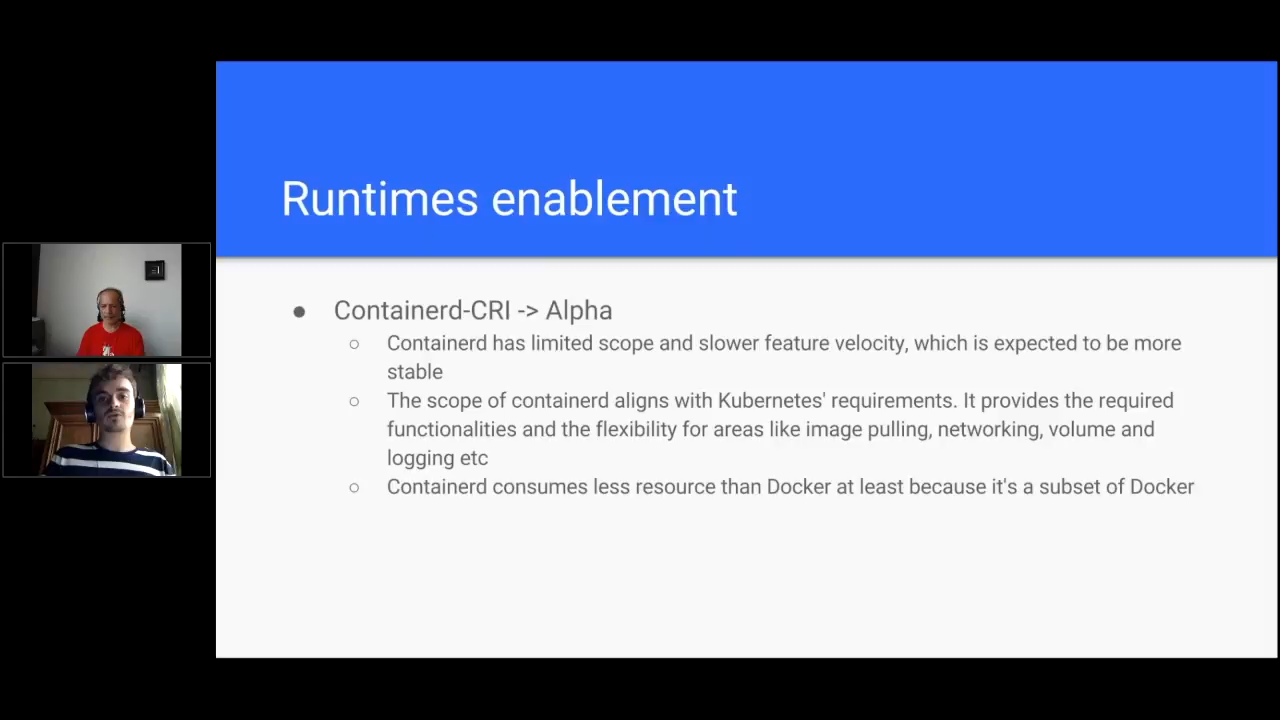 Runtimes enablement
● Containerd-CRI -> Alpha
○ Containerd has limited scope and slower feature velocity, which is expected to be more
stable
○ The scope of containerd aligns with Kubernetes' requirements. It provides the required
functionalities and the flexibility for areas like image pulling, networking, volume and
logging etc
○ Containerd consumes less resource than Docker at least because it's a subset of Docker